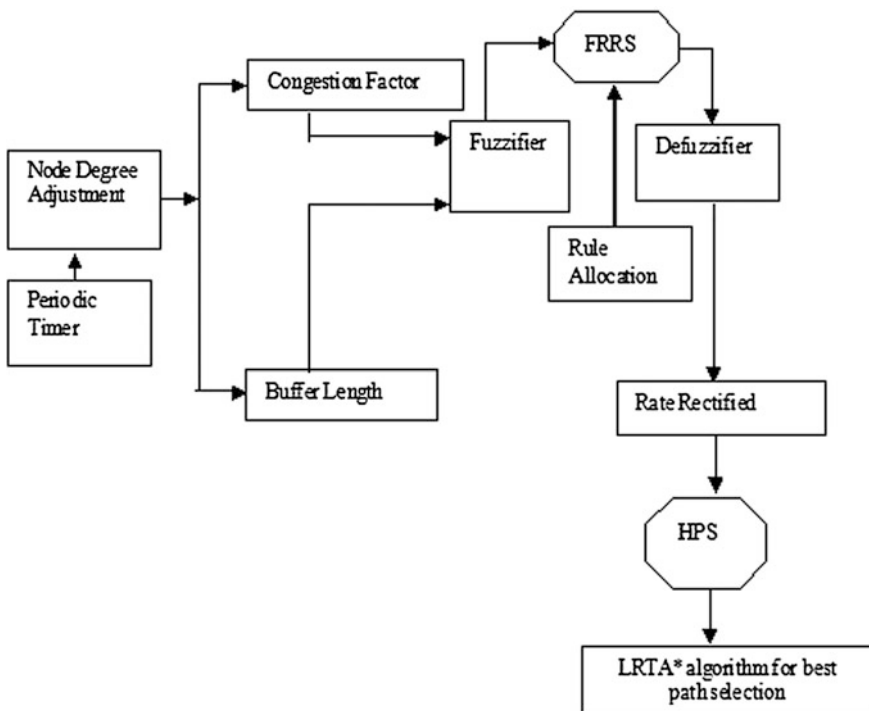 FRRS
Congestion Factor
Fuzzifier
Defuzzifier
Node Degree
Adjustment
Rule
Allocation
Periodic
Timer
Buffer Length
Rate Rectified
HPS
LRTA* algorithm for best
path selection